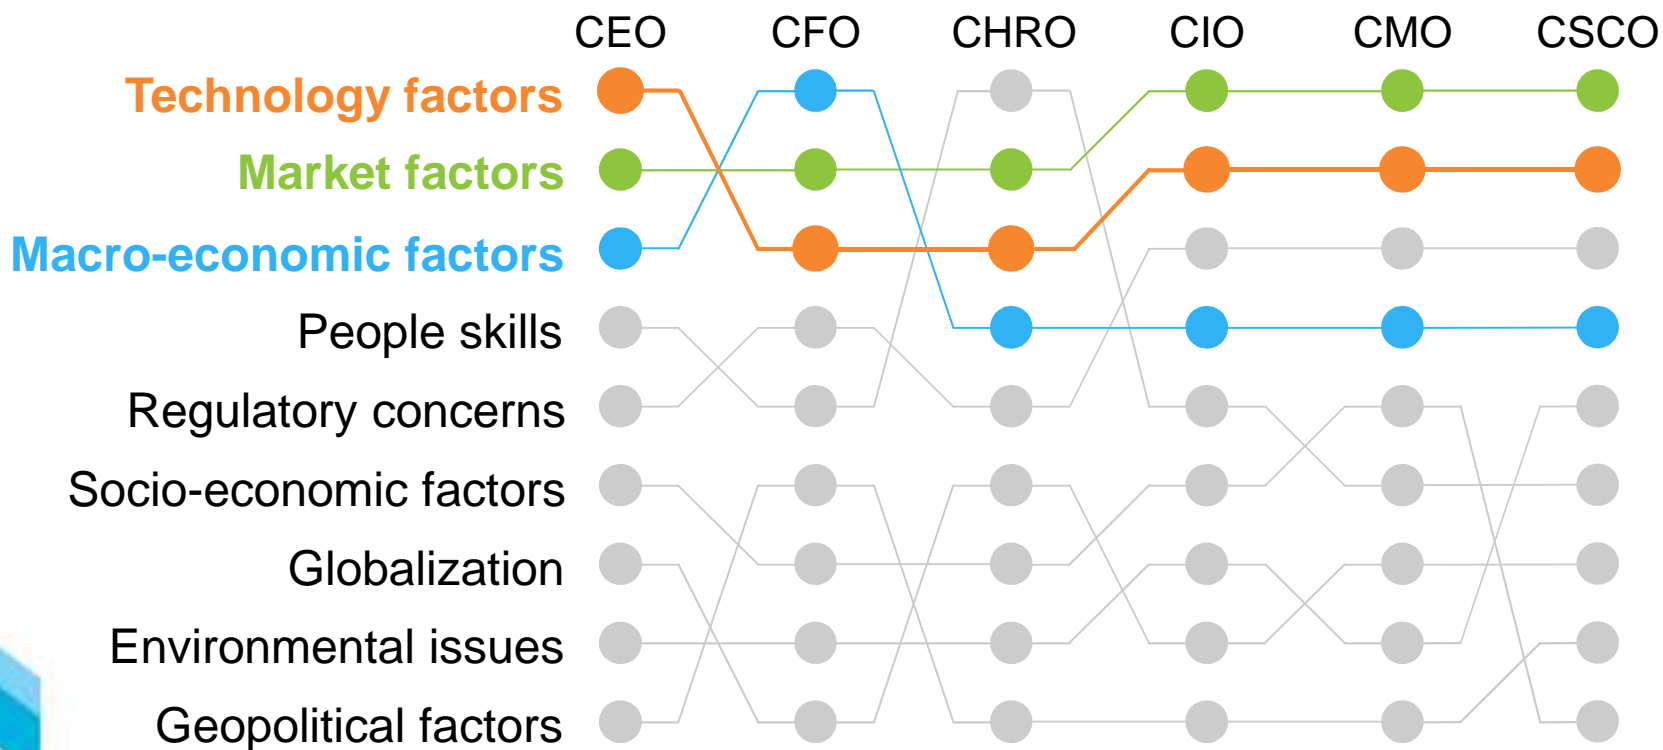 CEO CFO CHRO CIO CMO CSCO
Technology factors
Market factors
Macro-economic factors
People skills
Regulatory concerns
Socio-economic factors
Globalization
Environmental issues
Geopolitical factors